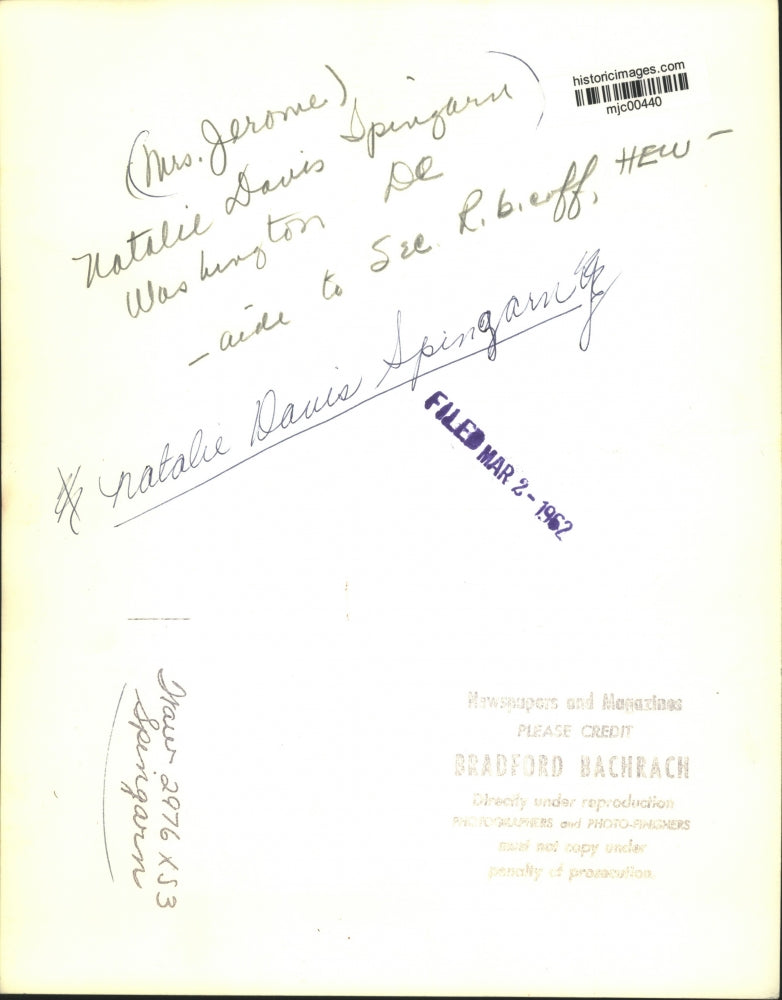 historicimages.com
mjc00440
(Mrs. Jerome)
Natalie Davis Spingarn)
Washington DC
- aide to Sec. Ribicoff, HEW -
Natalie Davis Spingarn
FILED MAR 2 - 1962
2976 X 53
Spingarn
Newspapers and Magazines
PLEASE CREDIT
BRADFORD BACHRACH
Directly under reproduction
PHOTOGRAPHERS and PHOTO-FINISHERS
must not copy under
penalty of prosecution.